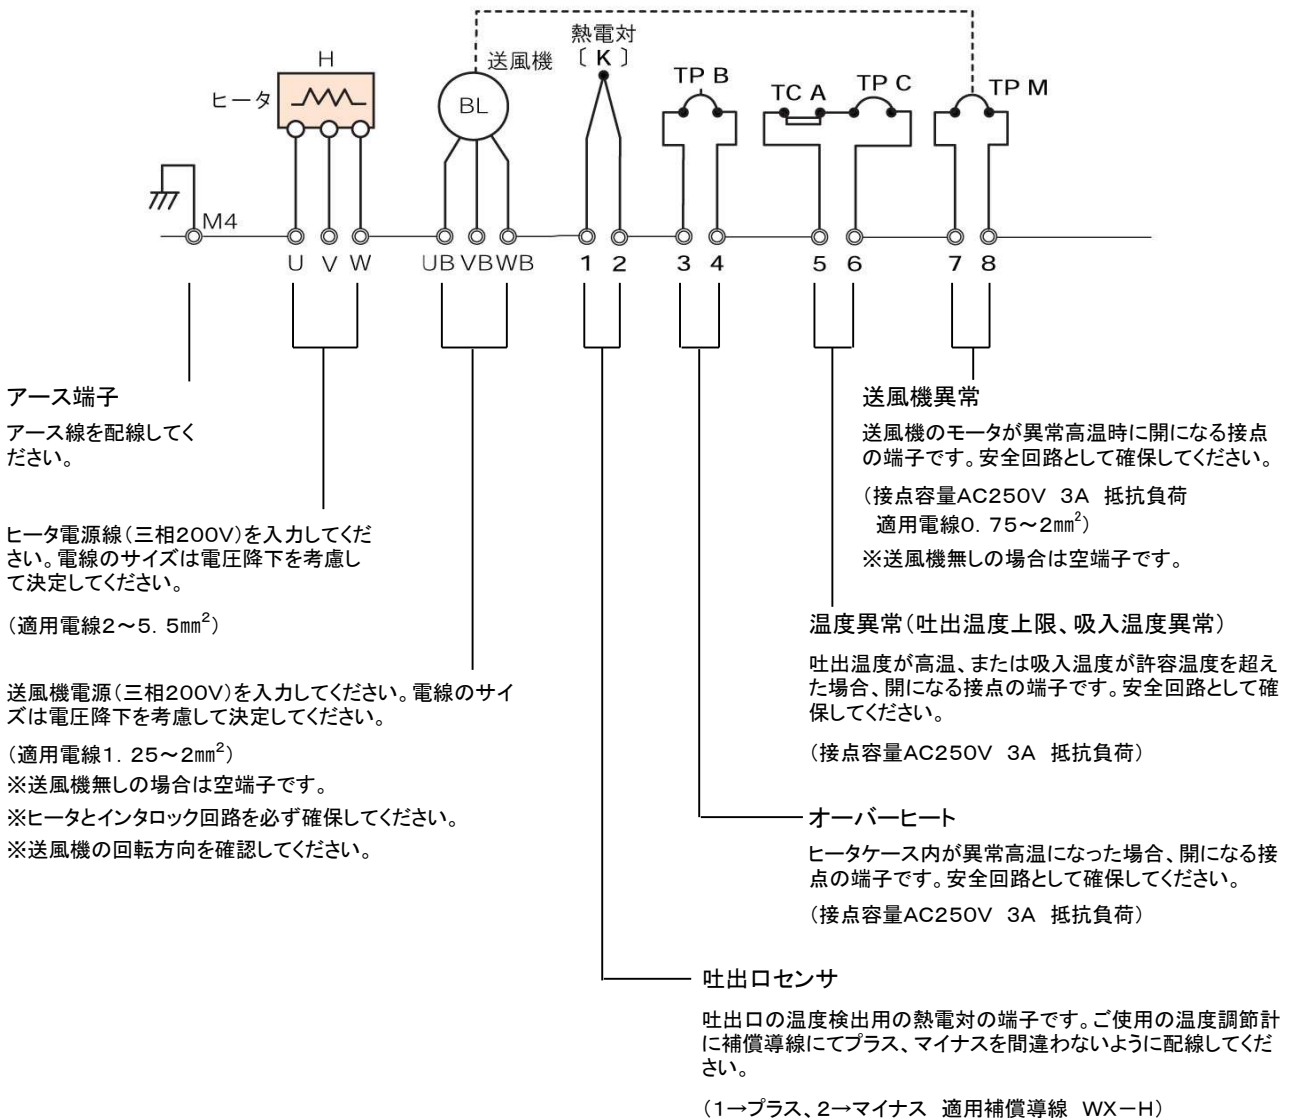 熱電対
〔 K 〕
H
送風機
ヒータ
BL
TP B
TC A
TP C
TP M
M4
U V W UB VB WB 1 2 3 4 5 6 7 8
アース端子
アース線を配線してく
ださい。
ヒータ電源線(三相200V)を入力してくだ
さい。電線のサイズは電圧降下を考慮し
て決定してください。
(適用電線2～5. 5mm²)
送風機電源(三相200V)を入力してください。電線のサイ
ズは電圧降下を考慮して決定してください。
(適用電線1. 25～2mm²)
※送風機無しの場合は空端子です。
※ヒータとインタロック回路を必ず確保してください。
※送風機の回転方向を確認してください。
送風機異常
送風機のモータが異常高温時に開になる接点
の端子です。安全回路として確保してください。
(接点容量AC250V 3A 抵抗負荷
適用電線0. 75～2mm²)
※送風機無しの場合は空端子です。
温度異常(吐出温度上限、吸入温度異常)
吐出温度が高温、または吸入温度が許容温度を超え
た場合、開になる接点の端子です。安全回路として確
保してください。
(接点容量AC250V 3A 抵抗負荷)
オーバーヒート
ヒータケース内が異常高温になった場合、開になる接
点の端子です。安全回路として確保してください。
(接点容量AC250V 3A 抵抗負荷)
吐出口センサ
吐出口の温度検出用の熱電対の端子です。ご使用の温度調節計
に補償導線にてプラス、マイナスを間違わないように配線してくだ
さい。
(1→プラス、2→マイナス 適用補償導線 WX－H)